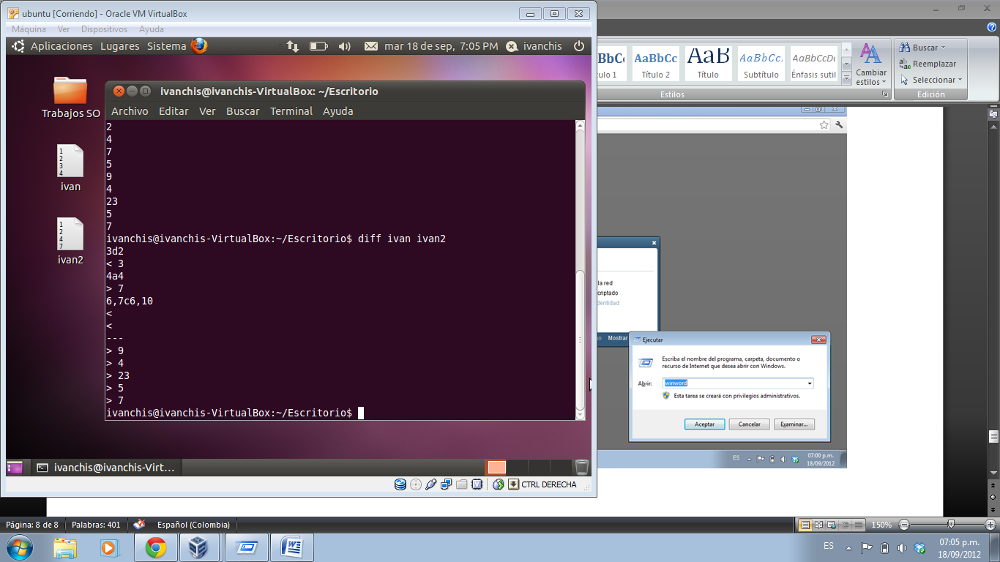 ubuntu [Corriendo] - Oracle VM VirtualBox
Máquina Ver Dispositivos Ayuda
Aplicaciones Lugares Sistema mar 18 de sep, 7:05 PM ivanchis
Trabajos SO
1
2
3
4
ivan
1
2
4
7
ivan2
ivanchis@ivanchis-VirtualBox: ~/Escritorio
Archivo Editar Ver Buscar Terminal Ayuda
2
4
7
5
9
4
23
5
7
ivanchis@ivanchis-VirtualBox:~/Escritorio$ diff ivan ivan2
3d2
< 3
4a4
> 7
6,7c6,10
<
<
---
> 9
> 4
> 23
> 5
> 7
ivanchis@ivanchis-VirtualBox:~/Escritorio$
ivanchis@ivanchis-Virt...
CTRL DERECHA
AaBbCc AaBbCc AaB AaBbCc. AaBbCcDc
ulo 1 Título 2 Título Subtítulo Énfasis sutil
Cambiar estilos
Estilos
Buscar
Reemplazar
Seleccionar
Edición
la red
criptado
identidad
Mostrar
Ejecutar
Escriba el nombre del programa, carpeta, documento o
recurso de Internet que desea abrir con Windows.
Abrir: winword
Esta tarea se creará con privilegios administrativos.
Aceptar Cancelar Examinar...
ES 07:00 p.m.
18/09/2012
Página: 8 de 8 Palabras: 401 Español (Colombia) 150%
ES 07:05 p.m.
18/09/2012